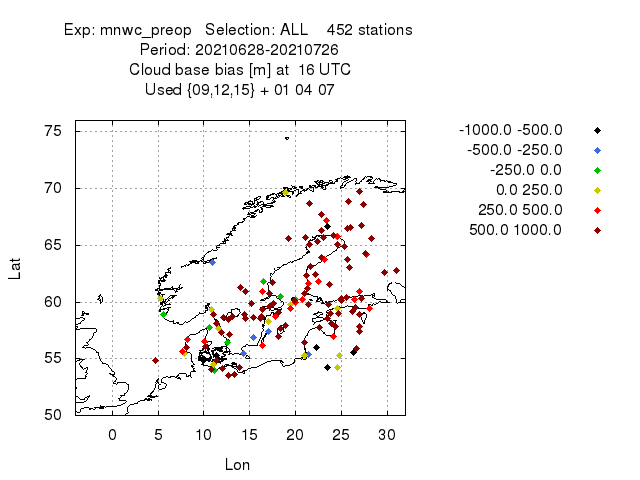 Exp: mnwc_preop   Selection: ALL    452 stations
Period: 20210628-20210726
Cloud base bias [m] at  16 UTC
Used {09,12,15} + 01 04 07
-1000.0 -500.0
-500.0 -250.0
-250.0 0.0
0.0 250.0
250.0 500.0
500.0 1000.0
75
70
65
60
55
50
Lat
0 5 10 15 20 25 30
Lon